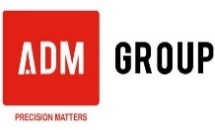 ADM GROUP
PRECISION MATTERS